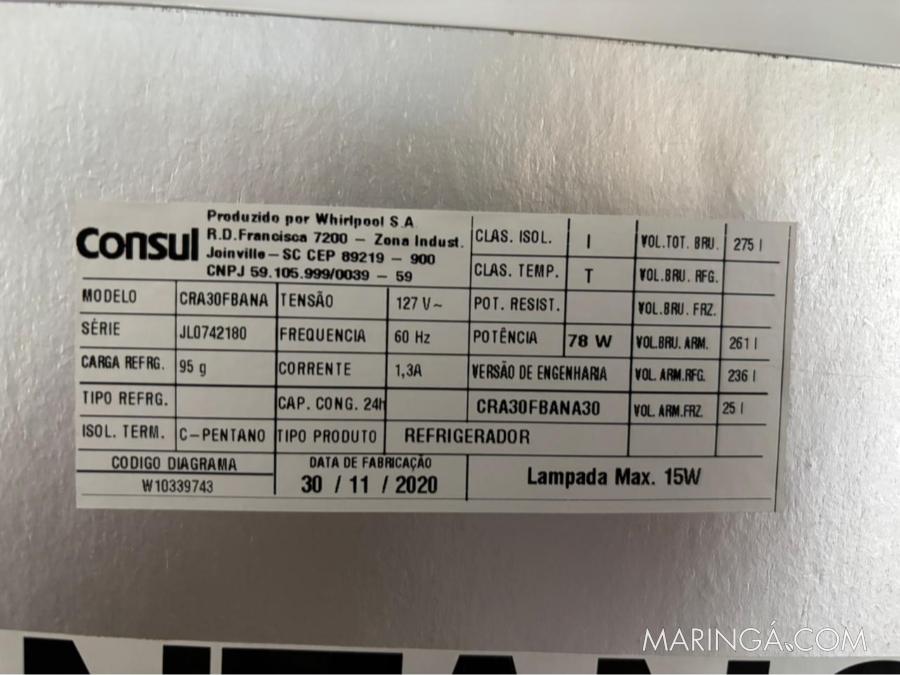 consul
Produzido por Whirlpool S.A
R.D.Francisca 7200 - Zona Indust.
Joinville - SC CEP 89219 - 900
CNPJ 59.105.999/0039 - 59
CLAS. ISOL. I VOL.TOT. BRU. 275 l
CLAS. TEMP. T VOL.BRU. RFG.
MODELO CRA30FBANA TENSÃO 127 V~ POT. RESIST. VOL.BRU. FRZ.
SÉRIE JL0742180 FREQUENCIA 60 Hz POTÊNCIA 78 W VOL.BRU. ARM. 261 l
CARGA REFRG. 95 g CORRENTE 1,3A VERSÃO DE ENGENHARIA VOL. ARM.RFG. 236 l
TIPO REFRG. CAP. CONG. 24h CRA30FBANA30 VOL. ARM.FRZ. 25 l
ISOL. TERM. C-PENTANO TIPO PRODUTO REFRIGERADOR
CODIGO DIAGRAMA DATA DE FABRICAÇÃO Lampada Max. 15W
W10339743 30 / 11 / 2020
MARINGÁ.COM